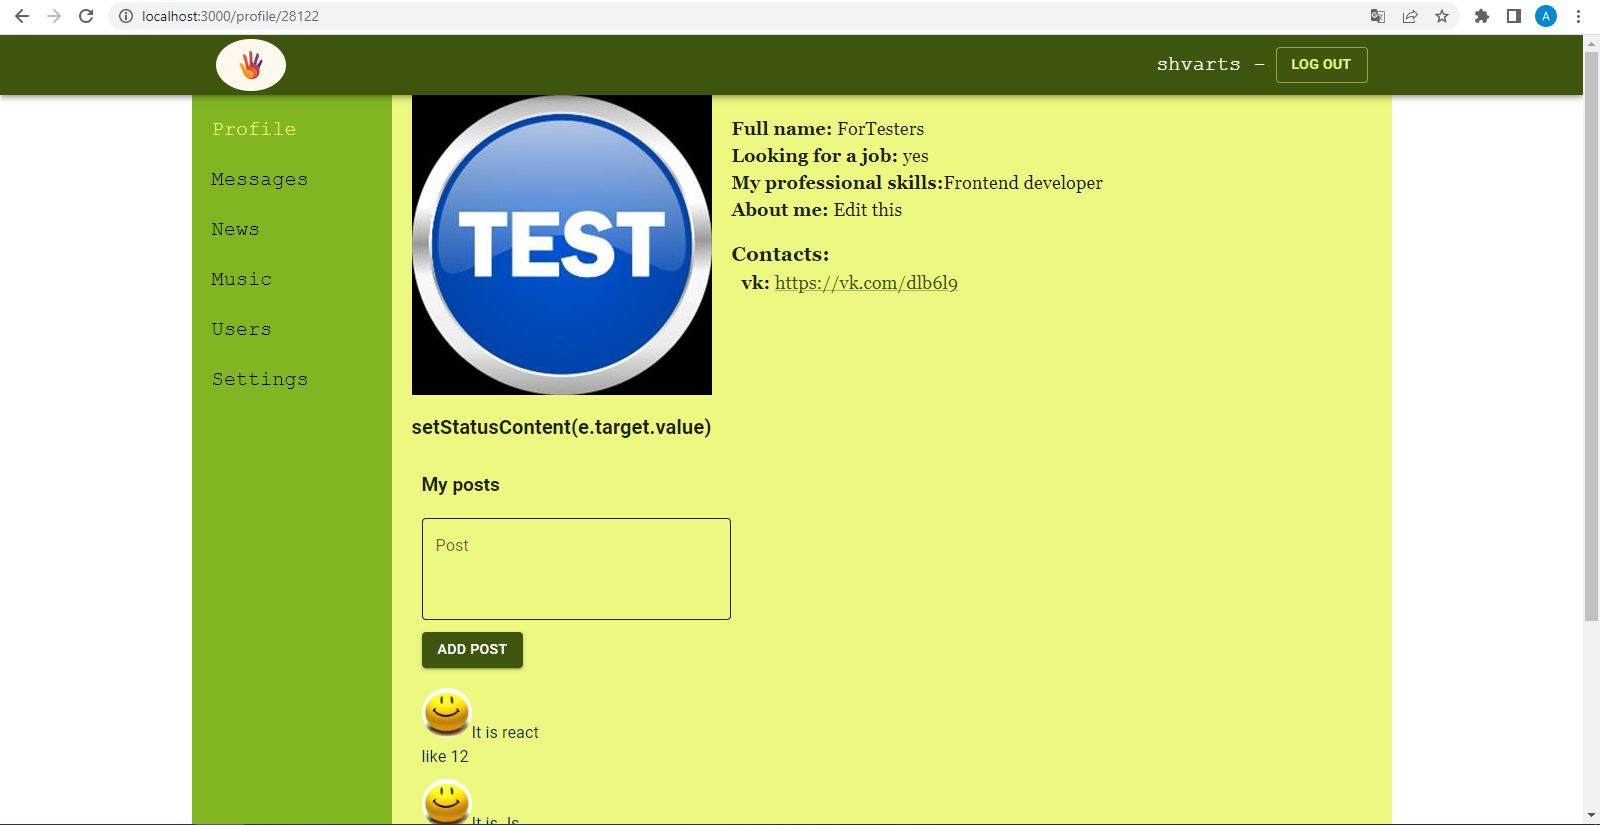 localhost:3000/profile/28122
A
shvarts - LOG OUT
Profile
Messages
News
Music
Users
Settings
TEST
Full name: ForTesters
Looking for a job: yes
My professional skills:Frontend developer
About me: Edit this
Contacts:
vk: https://vk.com/dlb6l9
setStatusContent(e.target.value)
My posts
Post
ADD POST
It is react
like 12
It is Js